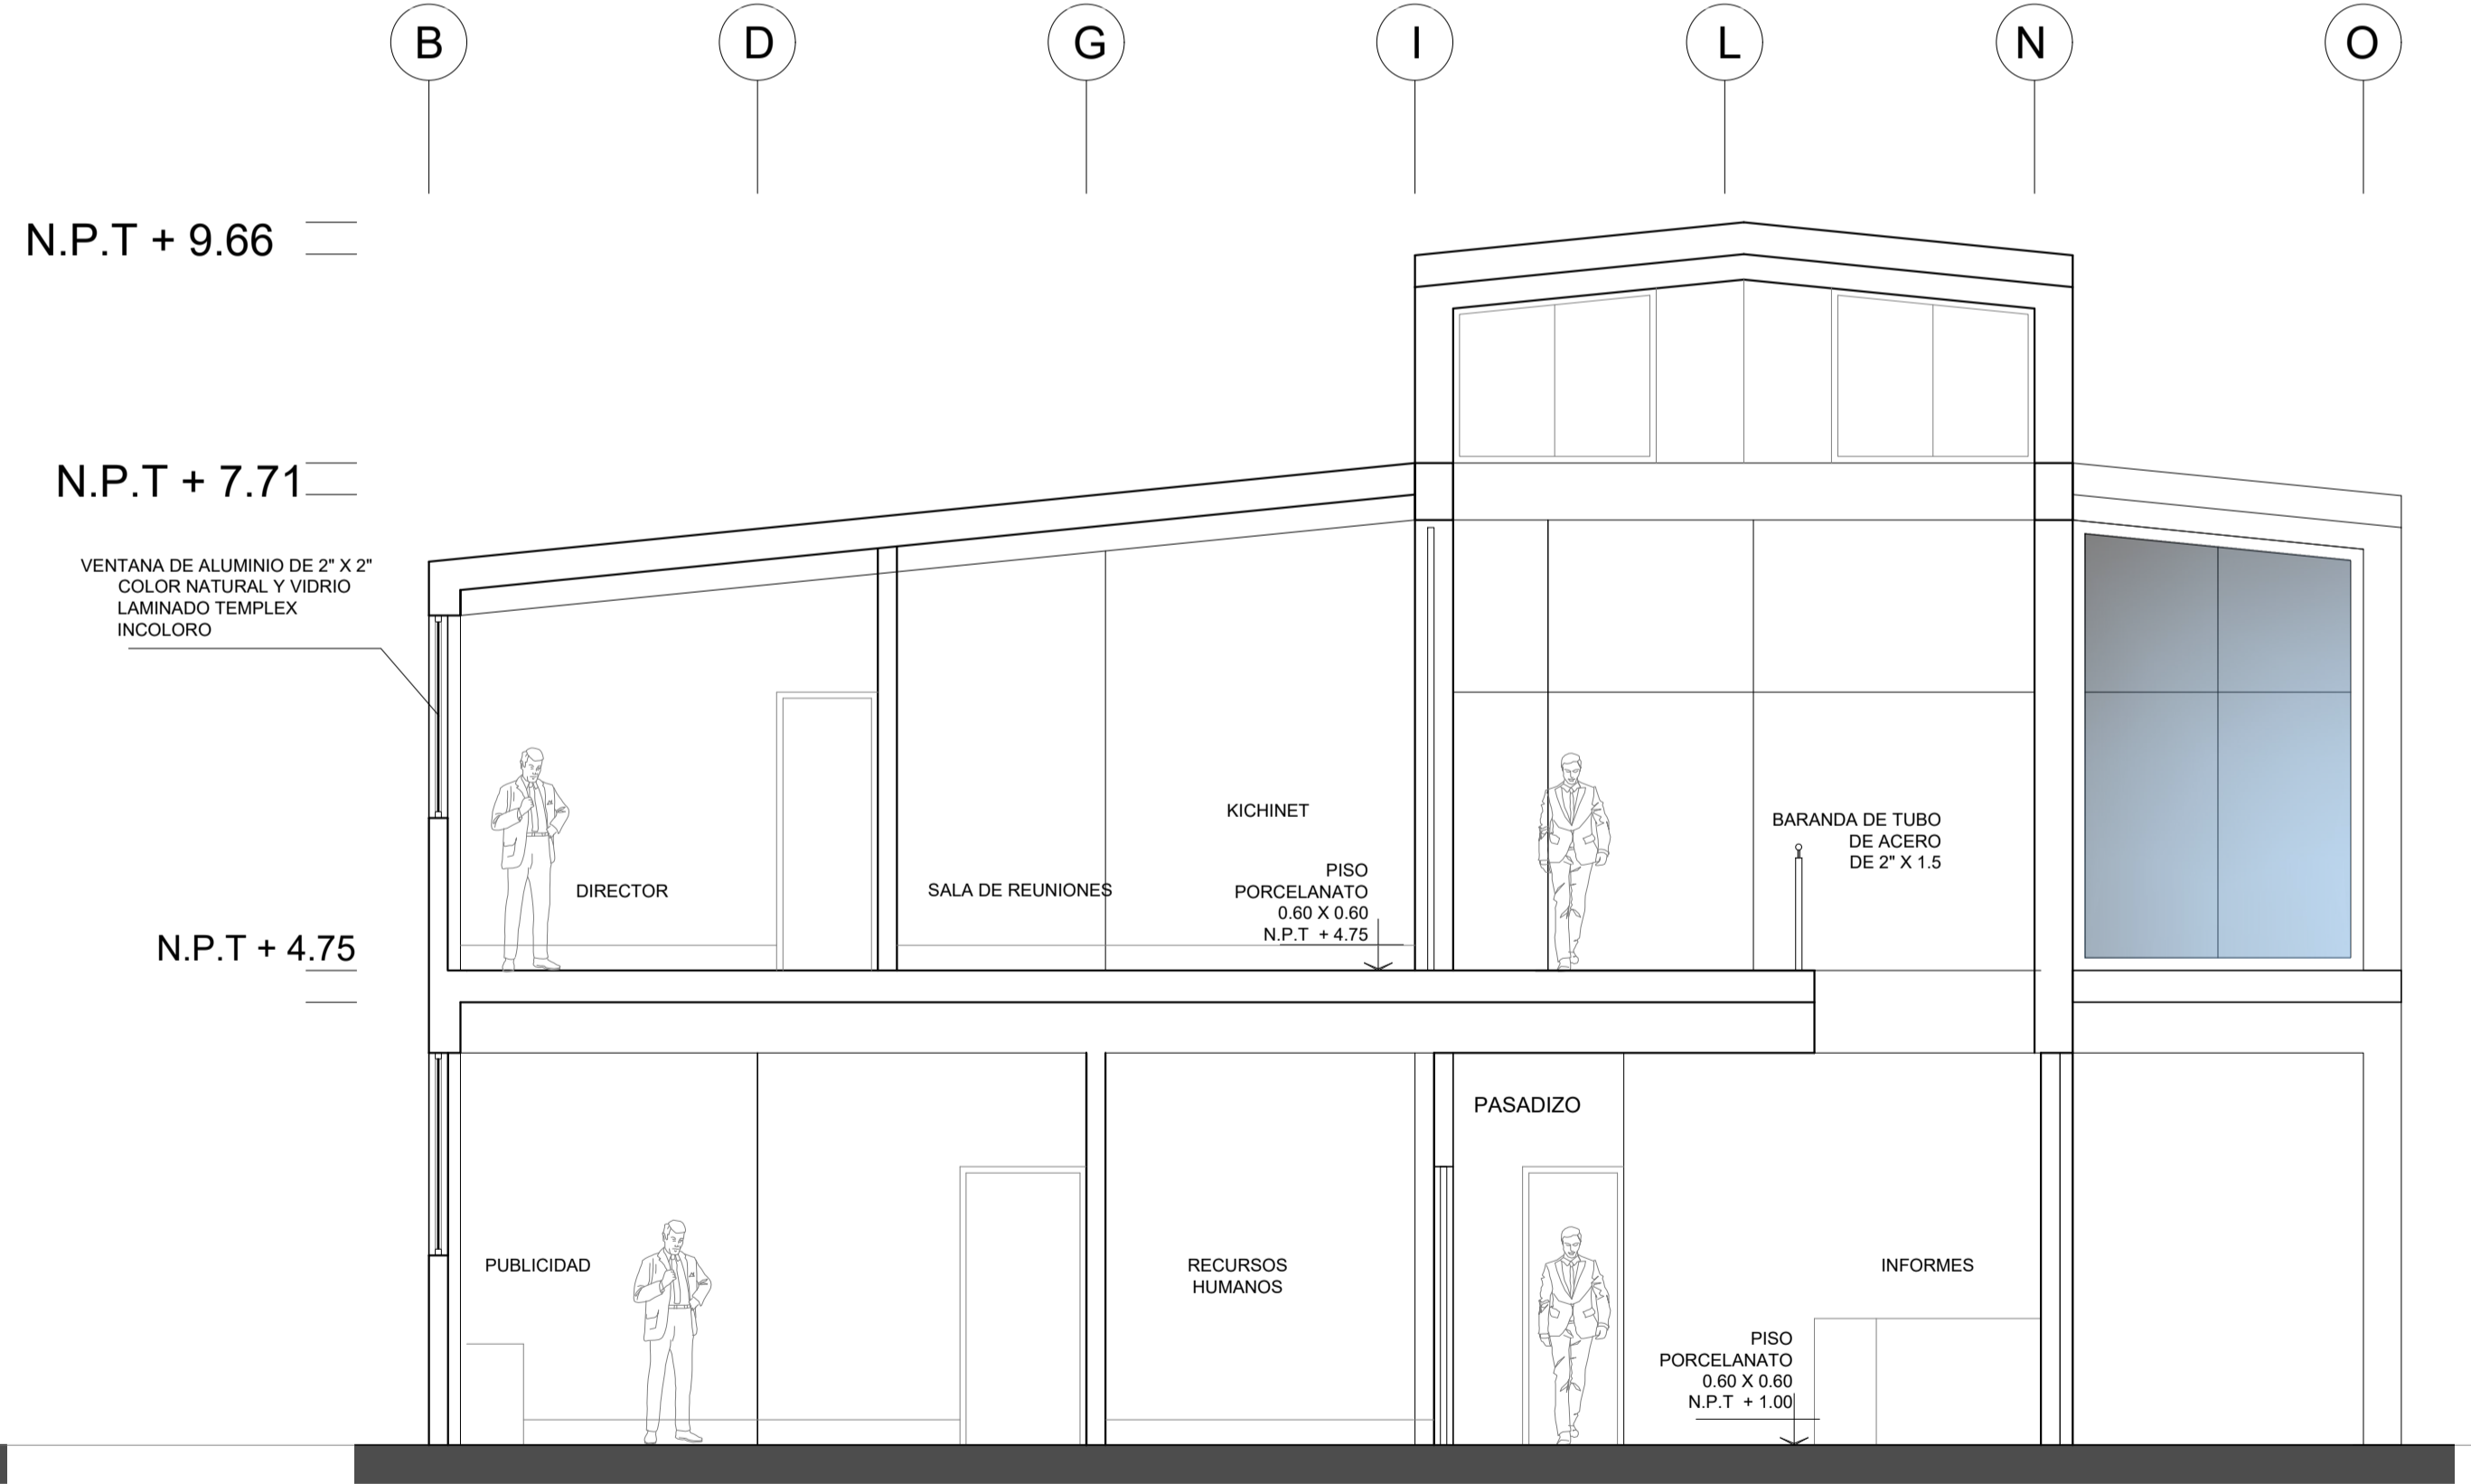 B D G I L N O
N.P.T + 9.66
N.P.T + 7.71
VENTANA DE ALUMINIO DE 2" X 2"
COLOR NATURAL Y VIDRIO
LAMINADO TEMPLEX
INCOLORO
KICHINET
BARANDA DE TUBO
DE ACERO
DE 2" X 1.5
DIRECTOR
SALA DE REUNIONES
PISO
PORCELANATO
0.60 X 0.60
N.P.T + 4.75
N.P.T + 4.75
PASADIZO
PUBLICIDAD
RECURSOS
HUMANOS
INFORMES
PISO
PORCELANATO
0.60 X 0.60
N.P.T + 1.00